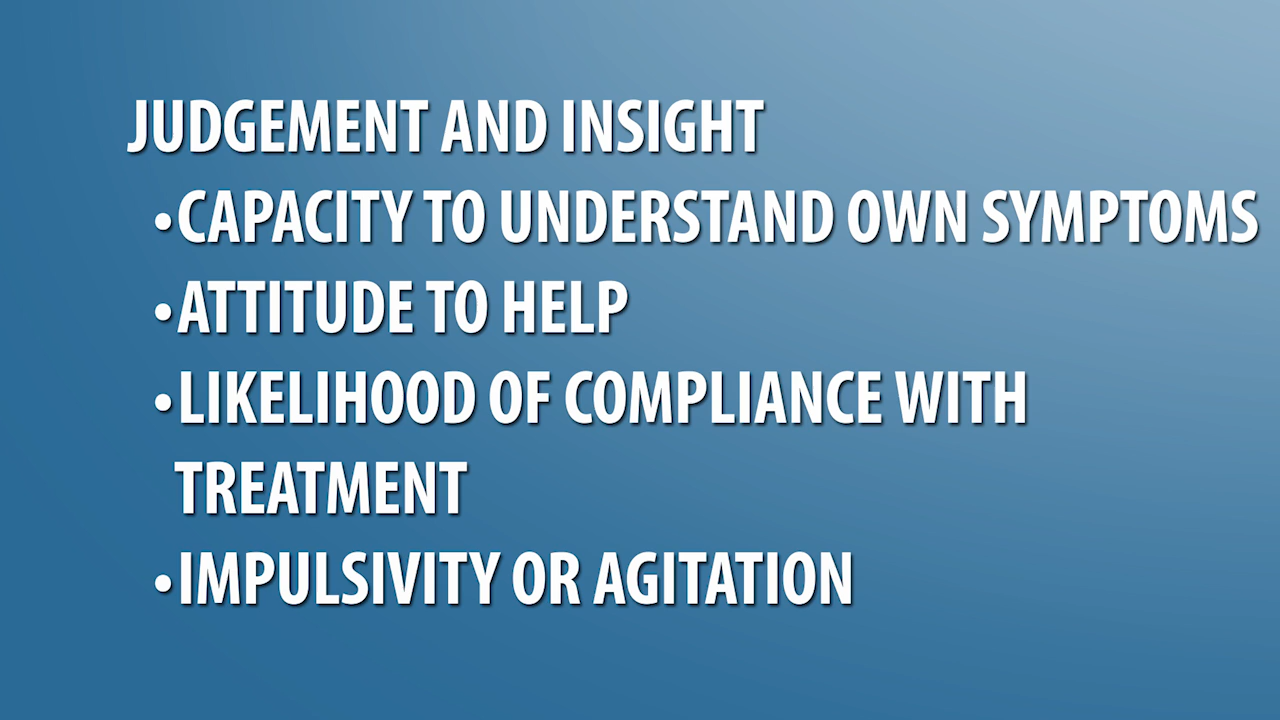 JUDGEMENT AND INSIGHT
•CAPACITY TO UNDERSTAND OWN SYMPTOMS
•ATTITUDE TO HELP
•LIKELIHOOD OF COMPLIANCE WITH
TREATMENT
•IMPULSIVITY OR AGITATION